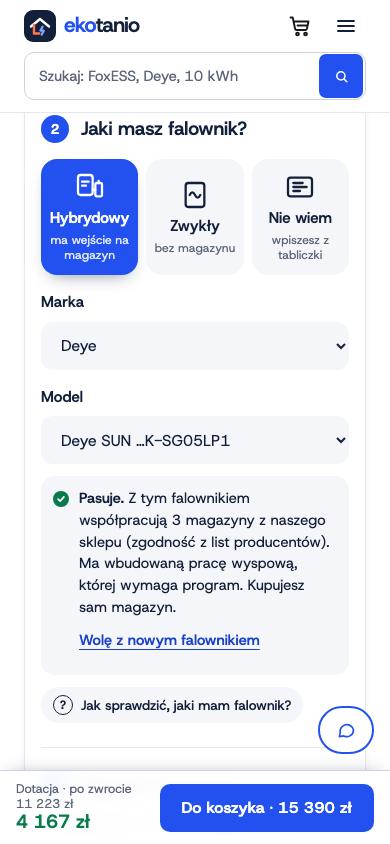 ekotanio
Szukaj: FoxESS, Deye, 10 kWh
2 Jaki masz falownik?
Hybrydowy
ma wejście na
magazyn
Zwykły
bez magazynu
Nie wiem
wpiszesz z
tabliczki
Marka
Deye
Model
Deye SUN ...K-SG05LP1
Pasuje. Z tym falownikiem
współpracują 3 magazyny z naszego
sklepu (zgodność z list producentów).
Ma wbudowaną pracę wyspową,
której wymaga program. Kupujesz
sam magazyn.
Wolę z nowym falownikiem
? Jak sprawdzić, jaki mam falownik?
Dotacja · po zwrocie
11 223 zł
4 167 zł
Do koszyka · 15 390 zł